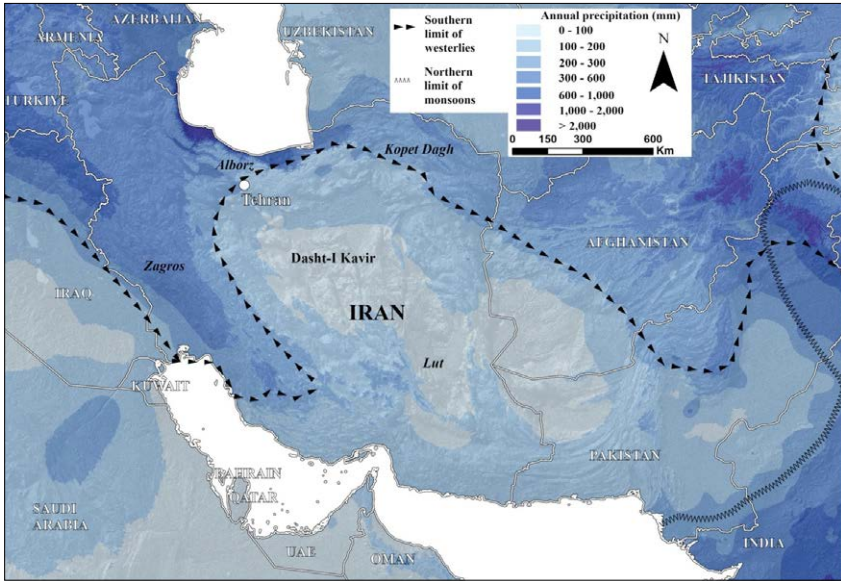 AZERBAIJAN
UZBEKISTAN
ARMENIA
TÜRKIYE
TAJIKISTAN
Southern
limit of
westerlies
Northern
limit of
monsoons
Annual precipitation (mm)
0 - 100
100 - 200
200 - 300
300 - 600
600 - 1,000
1,000 - 2,000
> 2,000
N
0 150 300 600
Km
Alborz
Kopet Dagh
Tehran
Zagros
Dasht-I Kavir
AFGHANISTAN
IRAQ
IRAN
Lut
KUWAIT
PAKISTAN
BAHRAIN
QATAR
SAUDI
ARABIA
UAE
OMAN
INDIA